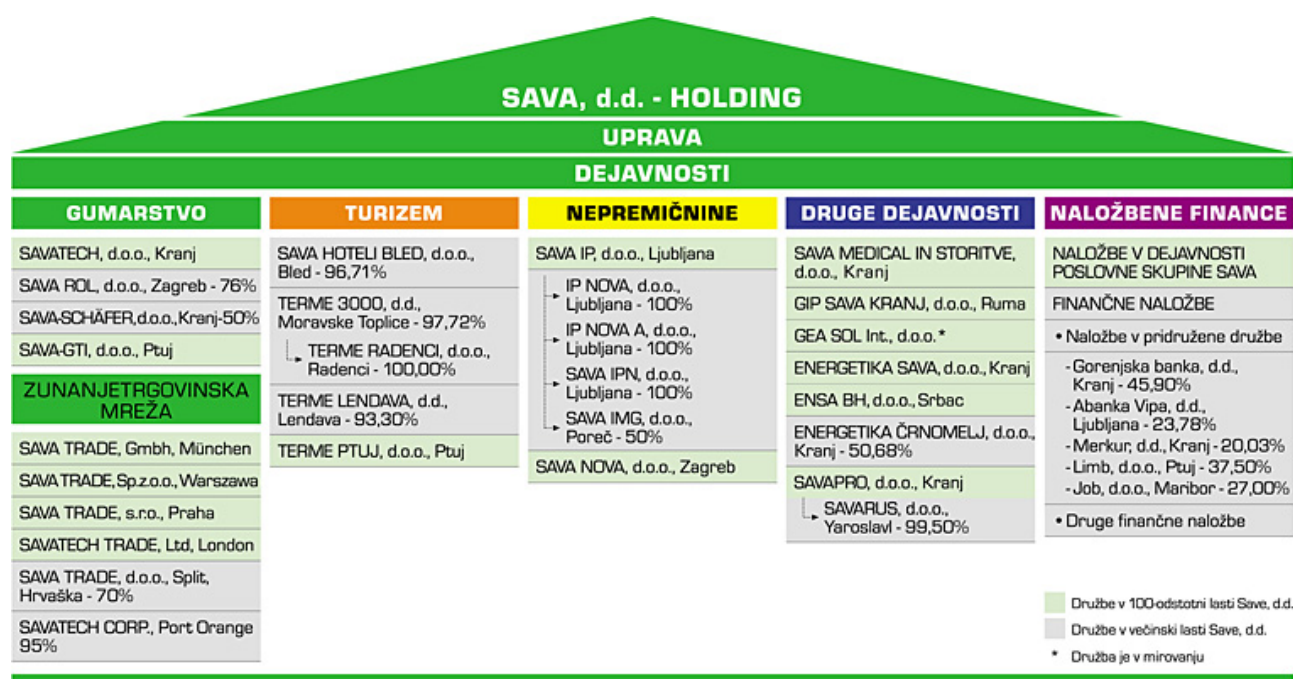 SAVA, d.d. - HOLDING
UPRAVA
DEJAVNOSTI
GUMARSTVO
SAVATECH, d.o.o., Kranj
SAVA ROL, d.o.o., Zagreb - 76%
SAVA-SCHÄFER,d.o.o.,Kranj-50%
SAVA-GTI, d.o.o., Ptuj
ZUNANJETRGOVINSKA
MREŽA
SAVA TRADE, Gmbh, München
SAVA TRADE, Sp.z.o.o., Warszawa
SAVA TRADE, s.r.o., Praha
SAVATECH TRADE, Ltd, London
SAVA TRADE, d.o.o., Split,
Hrvaška - 70%
SAVATECH CORP., Port Orange
95%
TURIZEM
SAVA HOTELI BLED, d.o.o.,
Bled - 96,71%
TERME 3000, d.d.,
Moravske Toplice - 97,72%
TERME RADENCI, d.o.o.,
Radenci - 100,00%
TERME LENDAVA, d.d.,
Lendava - 93,30%
TERME PTUJ, d.o.o., Ptuj
NEPREMIČNINE
SAVA IP, d.o.o., Ljubljana
IP NOVA, d.o.o.,
Ljubljana - 100%
IP NOVA A, d.o.o.,
Ljubljana - 100%
SAVA IPN, d.o.o.,
Ljubljana - 100%
SAVA IMG, d.o.o.,
Poreč - 50%
SAVA NOVA, d.o.o., Zagreb
DRUGE DEJAVNOSTI
SAVA MEDICAL IN STORITVE,
d.o.o., Kranj
GIP SAVA KRANJ, d.o.o., Ruma
GEA SOL Int., d.o.o.*
ENERGETIKA SAVA, d.o.o., Kranj
ENSA BH, d.o.o., Srbac
ENERGETIKA ČRNOMELJ, d.o.o.,
Kranj - 50,68%
SAVAPRO, d.o.o., Kranj
SAVARUS, d.o.o.,
Yaroslavl - 99,50%
NALOŽBENE FINANCE
NALOŽBE V DEJAVNOSTI
POSLOVNE SKUPINE SAVA
FINANČNE NALOŽBE
• Naložbe v pridružene družbe
- Gorenjska banka, d.d.,
Kranj - 45,90%
- Abanka Vipa, d.d.,
Ljubljana - 23,78%
- Merkur, d.d., Kranj - 20,03%
- Limb, d.o.o., Ptuj - 37,50%
- Job, d.o.o., Maribor - 27,00%
• Druge finančne naložbe
Družbe v 100-odstotni lasti Save, d.d.
Družbe v večinski lasti Save, d.d.
* Družba je v mirovanju